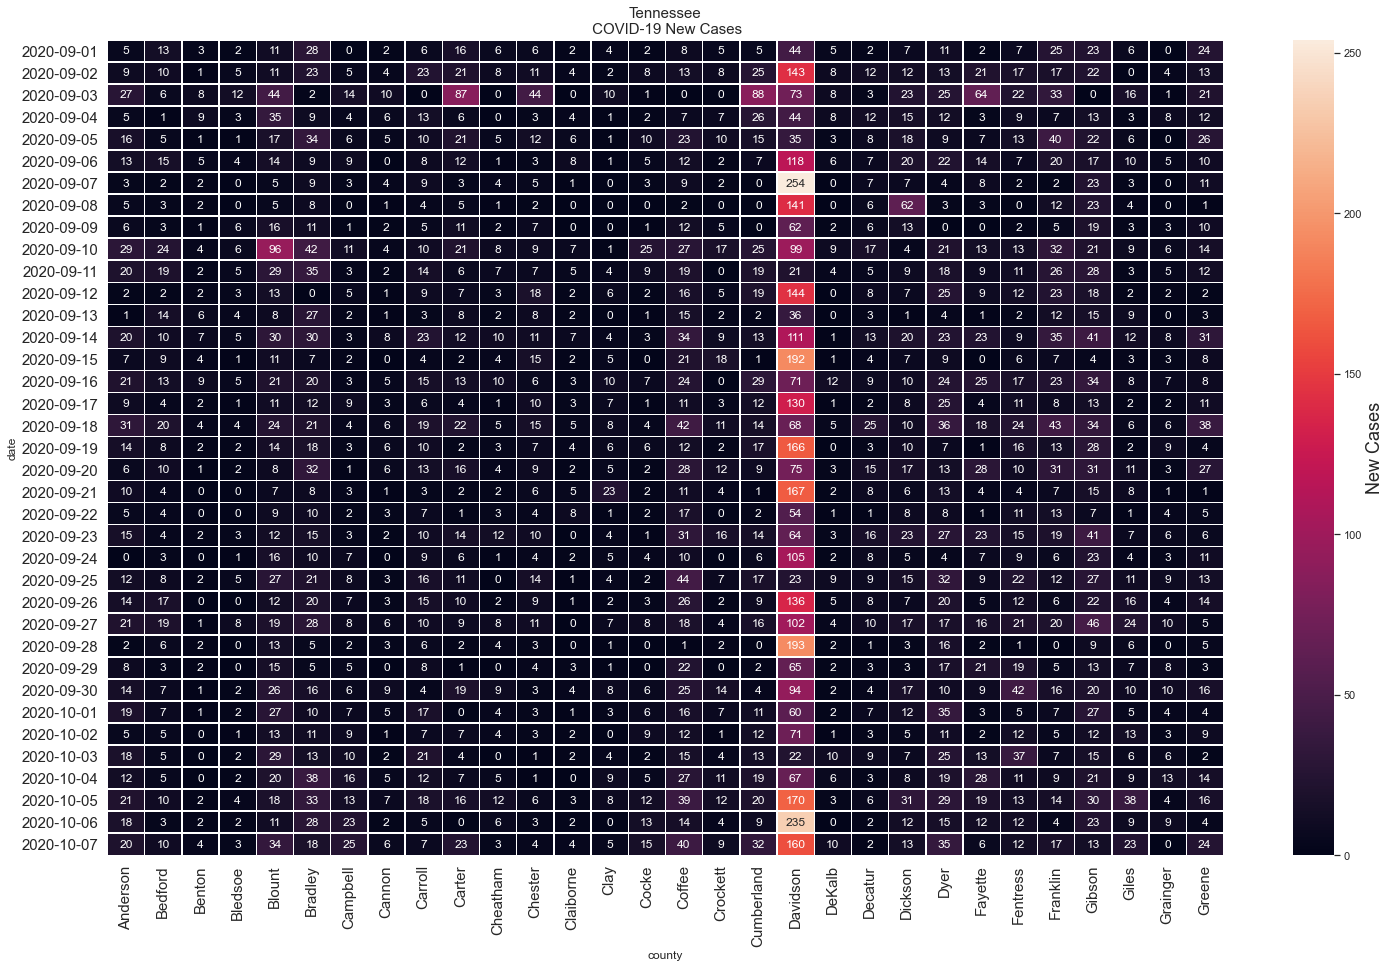 Tennessee
COVID-19 New Cases
2020-09-01 5 13 3 2 11 28 0 2 6 16 6 6 2 4 2 8 5 5 44 5 2 7 11 2 7 25 23 6 0 24
2020-09-02 9 10 1 5 11 23 5 4 23 21 8 11 4 2 8 13 8 25 143 8 12 12 13 21 17 17 22 0 4 13
2020-09-03 27 6 8 12 44 2 14 10 0 87 8 44 0 10 1 0 0 88 73 8 3 23 25 64 22 33 0 16 1 21
2020-09-04 5 1 9 3 35 9 4 6 13 6 0 3 4 1 2 7 7 26 44 8 12 15 12 3 9 7 13 3 8 12
2020-09-05 16 5 1 1 17 34 6 5 10 21 5 12 6 1 10 23 10 15 35 3 8 18 9 7 13 40 22 6 0 26
2020-09-06 13 15 5 4 14 9 9 0 8 12 1 3 8 1 5 12 2 7 118 6 7 20 22 14 7 20 17 10 5 10
2020-09-07 3 2 2 0 5 9 3 4 9 3 4 5 1 0 3 9 2 0 254 0 7 7 4 8 2 2 23 3 0 11
2020-09-08 5 3 2 0 5 8 0 1 4 5 1 2 0 0 0 2 0 0 141 0 6 62 3 3 0 12 23 4 0 1
2020-09-09 6 3 1 6 16 11 1 2 5 11 2 7 0 0 1 12 5 0 62 2 6 13 0 0 2 5 19 3 3 10
2020-09-10 29 24 4 6 96 42 11 4 10 21 8 9 7 1 25 27 17 25 99 9 17 4 21 13 13 32 21 9 6 14
2020-09-11 20 19 2 5 29 35 3 2 14 6 7 7 5 4 9 19 0 19 21 4 5 9 18 9 11 26 28 3 5 12
2020-09-12 2 2 2 3 13 0 5 1 9 7 3 18 2 6 2 16 5 19 144 0 8 7 25 9 12 23 18 2 2 2
2020-09-13 1 14 6 4 8 27 2 1 3 8 2 8 2 0 1 15 2 2 36 0 3 1 4 1 2 12 15 9 0 3
2020-09-14 20 10 7 5 30 30 3 8 23 12 10 11 7 4 3 34 9 13 111 1 13 20 23 23 9 35 41 12 8 31
2020-09-15 7 9 4 1 11 7 2 0 4 2 4 15 2 5 0 21 18 1 192 1 4 7 9 0 6 7 4 3 3 8
2020-09-16 21 13 9 5 21 20 3 5 15 13 10 6 3 10 7 24 0 29 71 12 9 10 24 25 17 23 34 8 7 8
2020-09-17 9 4 2 1 11 12 9 3 6 4 1 10 3 7 1 11 3 12 130 1 2 8 25 4 11 8 13 2 2 11
2020-09-18 31 20 4 4 24 21 4 6 19 22 5 15 5 8 4 42 11 14 68 5 25 10 36 18 24 43 34 6 6 38
2020-09-19 14 8 2 2 14 18 3 6 10 2 3 7 4 6 6 12 2 17 166 0 3 10 7 1 16 13 28 2 9 4
2020-09-20 6 10 1 2 8 32 1 6 13 16 4 9 2 5 2 28 12 9 75 3 15 17 13 28 10 31 31 11 3 27
2020-09-21 10 4 0 0 7 8 3 1 3 2 2 6 5 23 2 11 4 1 167 2 8 6 13 4 4 7 15 8 1 1
2020-09-22 5 4 0 0 9 10 2 3 7 1 3 4 8 1 2 17 0 2 54 1 1 8 8 1 11 13 7 1 4 5
2020-09-23 15 4 2 3 12 15 3 2 10 14 12 10 0 4 1 31 16 14 64 3 16 23 27 23 15 19 41 7 6 6
2020-09-24 0 3 0 1 16 10 7 0 9 6 1 4 2 5 4 10 0 6 105 2 8 5 4 7 9 6 23 4 3 11
2020-09-25 12 8 2 5 27 21 8 3 16 11 0 14 1 4 2 44 7 17 23 9 9 15 32 9 22 12 27 11 9 13
2020-09-26 14 17 0 0 12 20 7 3 15 10 2 9 1 2 3 26 2 9 136 5 8 7 20 5 12 6 22 16 4 14
2020-09-27 21 19 1 8 19 28 8 6 2 10 9 8 11 0 7 8 18 4 16 102 4 10 17 17 16 21 20 46 24 10 5
2020-09-28 2 6 2 0 13 5 2 3 6 2 4 3 0 1 0 1 2 0 193 2 1 3 16 2 1 0 9 6 0 5
2020-09-29 8 3 2 0 15 5 5 0 8 1 0 4 3 1 0 22 0 2 65 2 3 3 17 21 19 5 13 7 8 3
2020-09-30 14 7 1 2 26 16 6 9 4 19 9 3 4 8 6 25 14 4 94 2 4 17 10 9 42 16 20 10 10 16
2020-10-01 19 7 1 2 27 10 7 5 17 0 4 3 1 3 6 16 7 11 60 2 7 12 35 3 5 7 27 5 4 4
2020-10-02 5 5 0 1 13 11 9 1 7 7 4 3 2 0 9 12 1 12 71 1 3 5 11 2 12 5 12 13 3 9
2020-10-03 18 5 0 2 29 13 10 2 21 4 0 1 2 4 2 15 4 13 22 10 9 7 25 13 37 7 15 6 6 2
2020-10-04 12 5 0 2 20 38 16 5 12 7 5 1 0 9 5 27 11 19 67 6 3 8 19 28 11 9 21 9 13 14
2020-10-05 21 10 2 4 18 33 13 7 18 16 12 6 3 8 12 39 12 20 170 3 6 31 29 19 13 14 30 38 4 16
2020-10-06 18 3 2 2 11 28 23 2 5 0 6 3 2 0 13 14 4 9 235 0 2 12 15 12 12 4 23 9 9 4
2020-10-07 20 10 4 3 34 18 25 6 7 23 3 4 4 5 15 40 9 32 160 10 2 13 35 6 12 17 13 23 0 24
date
Anderson Bedford Benton Bledsoe Blount Bradley Campbell Cannon Carroll Carter Cheatham Chester Claiborne Clay Cocke Coffee Crockett Cumberland Davidson DeKalb Decatur Dickson Dyer Fayette Fentress Franklin Gibson Giles Grainger Greene
county
250
200
150
100
50
0
New Cases